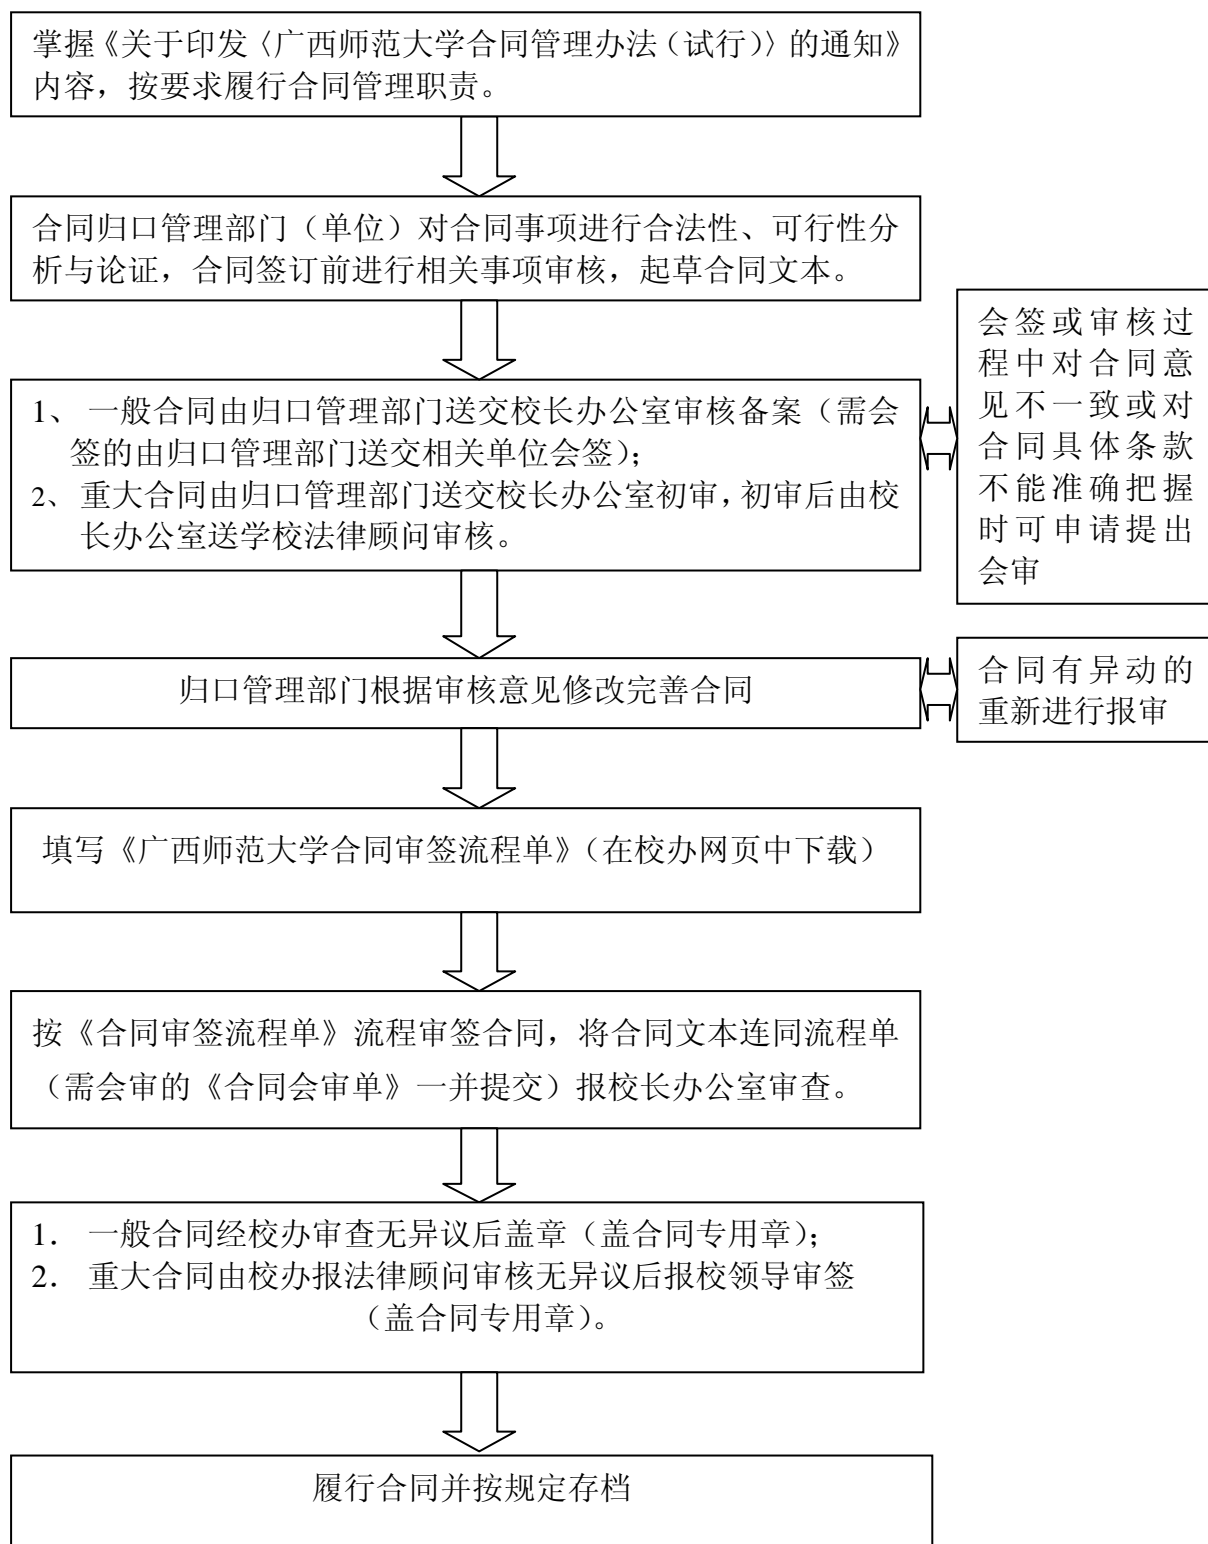 掌握《关于印发〈广西师范大学合同管理办法（试行）〉的通知》
内容，按要求履行合同管理职责。
合同归口管理部门（单位）对合同事项进行合法性、可行性分
析与论证，合同签订前进行相关事项审核，起草合同文本。
1、 一般合同由归口管理部门送交校长办公室审核备案（需会
签的由归口管理部门送交相关单位会签）；
2、 重大合同由归口管理部门送交校长办公室初审，初审后由校
长办公室送学校法律顾问审核。
会签或审核过
程中对合同意
见不一致或对
合同具体条款
不能准确把握
时可申请提出
会审
归口管理部门根据审核意见修改完善合同
合同有异动的
重新进行报审
填写《广西师范大学合同审签流程单》（在校办网页中下载）
按《合同审签流程单》流程审签合同，将合同文本连同流程单
（需会审的《合同会审单》一并提交）报校长办公室审查。
1. 一般合同经校办审查无异议后盖章（盖合同专用章）；
2. 重大合同由校办报法律顾问审核无异议后报校领导审签
（盖合同专用章）。
履行合同并按规定存档